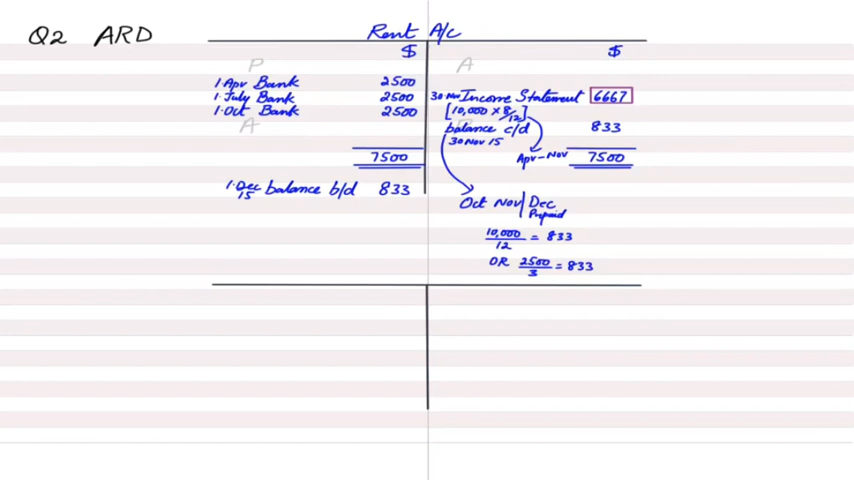 Q2 ARD
Rent A/c
$ $
P A
1.Apr Bank 2500
1.July Bank 2500 30 Nov Income Statement 6667
1.Oct Bank 2500 [10,000 × 8/12]
A balance c/d 833
30 Nov 15
7500 Apr-Nov 7500
1.Dec 15 balance b/d 833
Oct Nov Dec
Prepaid
10,000/12 = 833
OR 2500/3 = 833